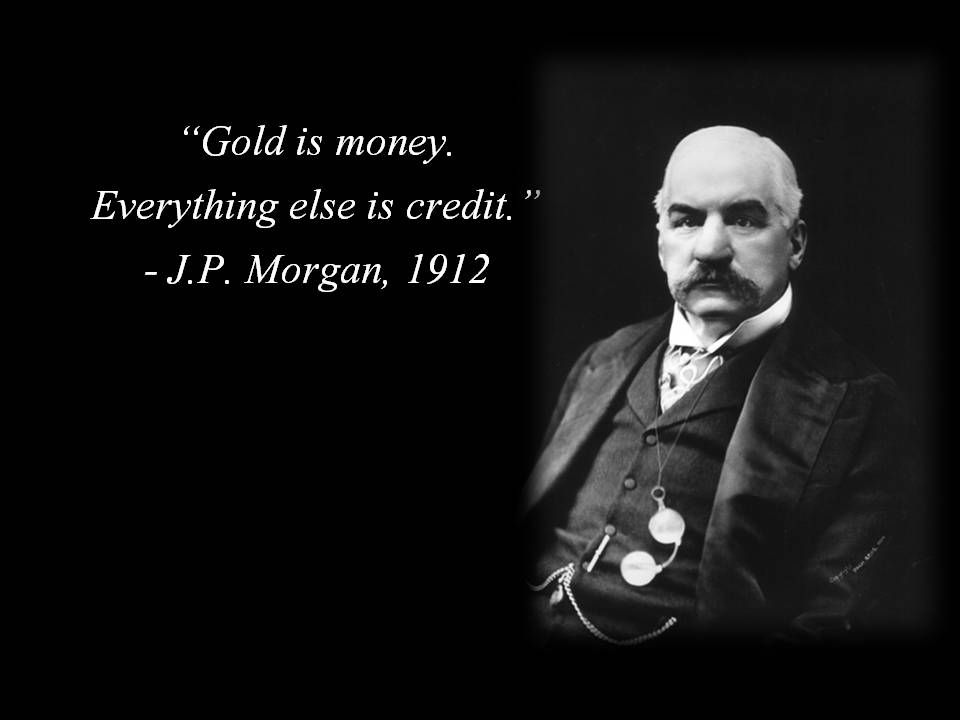 “Gold is money.
Everything else is credit.”
- J.P. Morgan, 1912